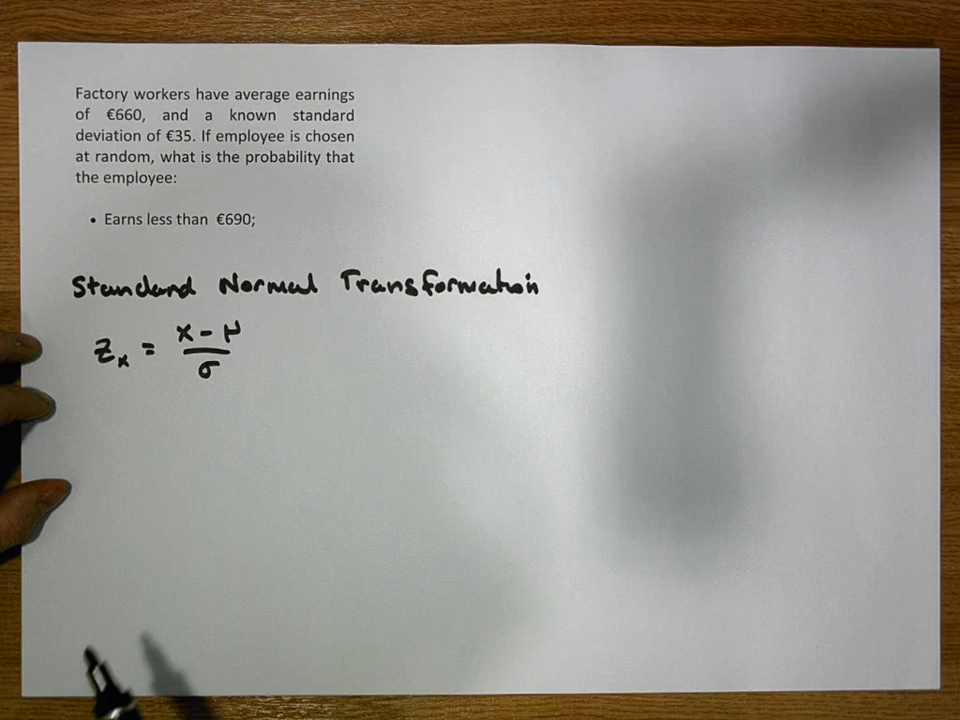 Factory workers have average earnings
of €660, and a known standard
deviation of €35. If employee is chosen
at random, what is the probability that
the employee:
• Earns less than €690;
Standard Normal Transformation
Zx = x - μ / σ